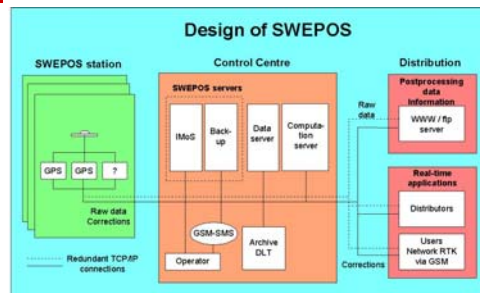 Design of SWEPOS
SWEPOS station
GPS
GPS
?
Raw data
Corrections
Redundant TCP/IP
connections
Control Centre
SWEPOS servers
IMoS
Back-
up
Data
server
Computa-
tion
server
GSM-SMS
Operator
Archive
DLT
Distribution
Raw
data
Postprocessing
data
Information
WWW / ftp
server
Real-time
applications
Distributors
Users
Network RTK
via GSM
Corrections